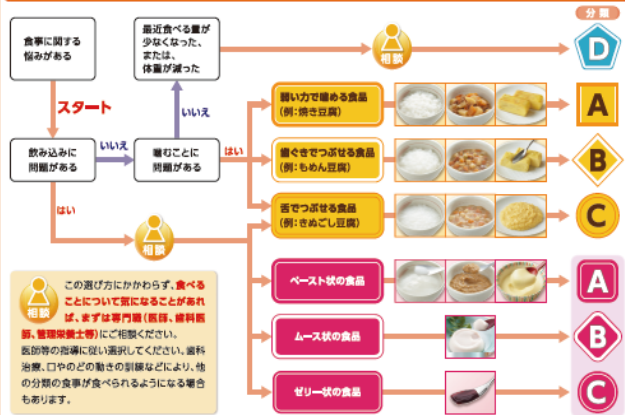 食事に関する
悩みがある
最近食べる量が
少なくなった、
または、
体重が減った
相談
分類
D
スタート
いいえ
飲み込みに
問題がある
いいえ
噛むことに
問題がある
はい
弱い力で噛める食品
(例:焼き豆腐)
A
歯ぐきでつぶせる食品
(例:もめん豆腐)
B
舌でつぶせる食品
(例:きぬごし豆腐)
C
はい
相談
ペースト状の食品
A
ムース状の食品
B
ゼリー状の食品
C
相談
この選び方にかかわらず、食べる
ことについて気になることがあれ
ば、まずは専門職(医師、歯科医
師、管理栄養士等)にご相談ください。
医師等の指導に従い選択してください。歯科
治療、口やのどの動きの訓練などにより、他
の分類の食事が食べられるようになる場合
もあります。